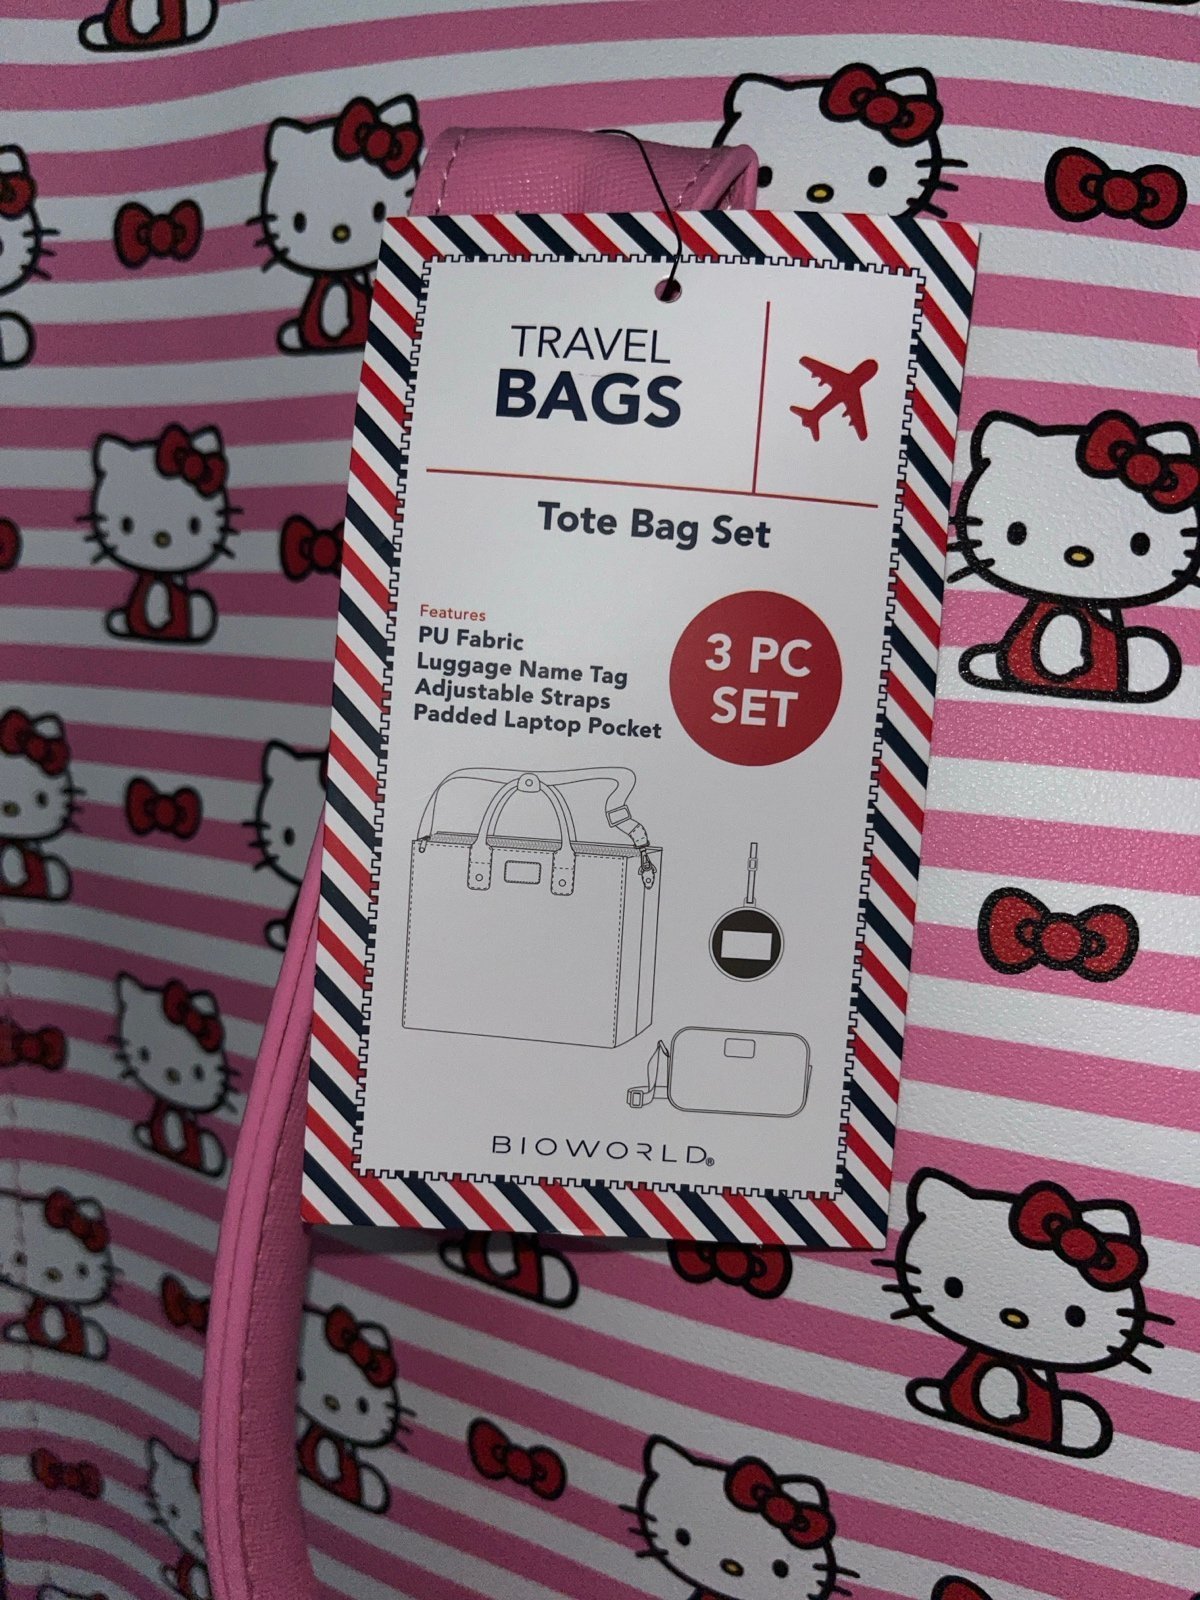 TRAVEL
BAGS
Tote Bag Set
Features
PU Fabric
Luggage Name Tag
Adjustable Straps
Padded Laptop Pocket
3 PC
SET
BIOWORLD®